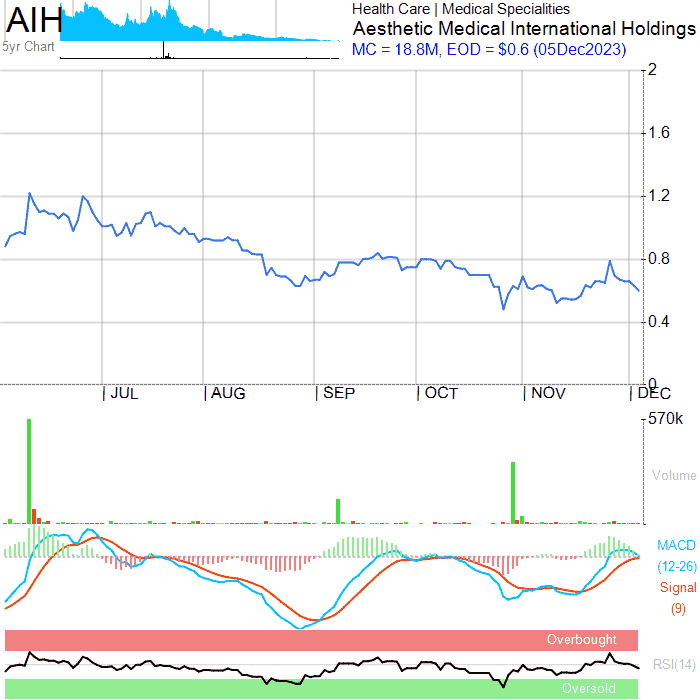 AIH
5yr Chart
Health Care | Medical Specialities
Aesthetic Medical International Holdings
MC = 18.8M, EOD = $0.6 (05Dec2023)
2
1.6
1.2
0.8
0.4
0
| JUL | AUG | SEP | OCT | NOV | DEC
570k
Volume
MACD
(12-26)
Signal
(9)
Overbought
RSI(14)
Oversold